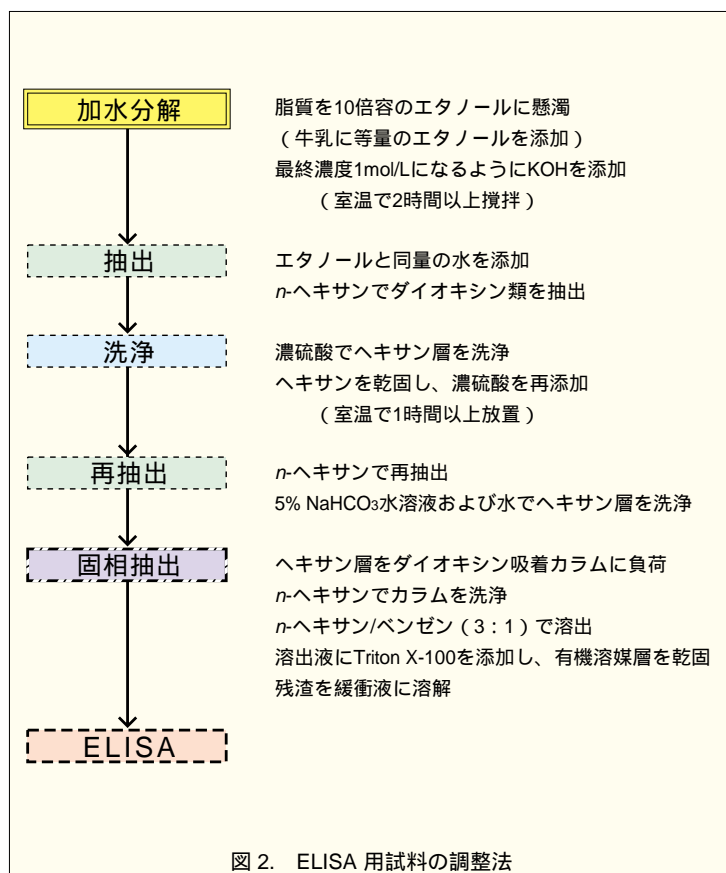 加水分解
脂質を10倍容のエタノールに懸濁
（牛乳に等量のエタノールを添加）
最終濃度1mol/LになるようにKOHを添加
（室温で2時間以上撹拌）
抽出
エタノールと同量の水を添加
n-ヘキサンでダイオキシン類を抽出
洗浄
濃硫酸でヘキサン層を洗浄
ヘキサンを乾固し、濃硫酸を再添加
（室温で1時間以上放置）
再抽出
n-ヘキサンで再抽出
5% NaHCO₃水溶液および水でヘキサン層を洗浄
固相抽出
ヘキサン層をダイオキシン吸着カラムに負荷
n-ヘキサンでカラムを洗浄
n-ヘキサン/ベンゼン（3：1）で溶出
溶出液にTriton X-100を添加し、有機溶媒層を乾固
残渣を緩衝液に溶解
ELISA
図 2. ELISA 用試料の調整法